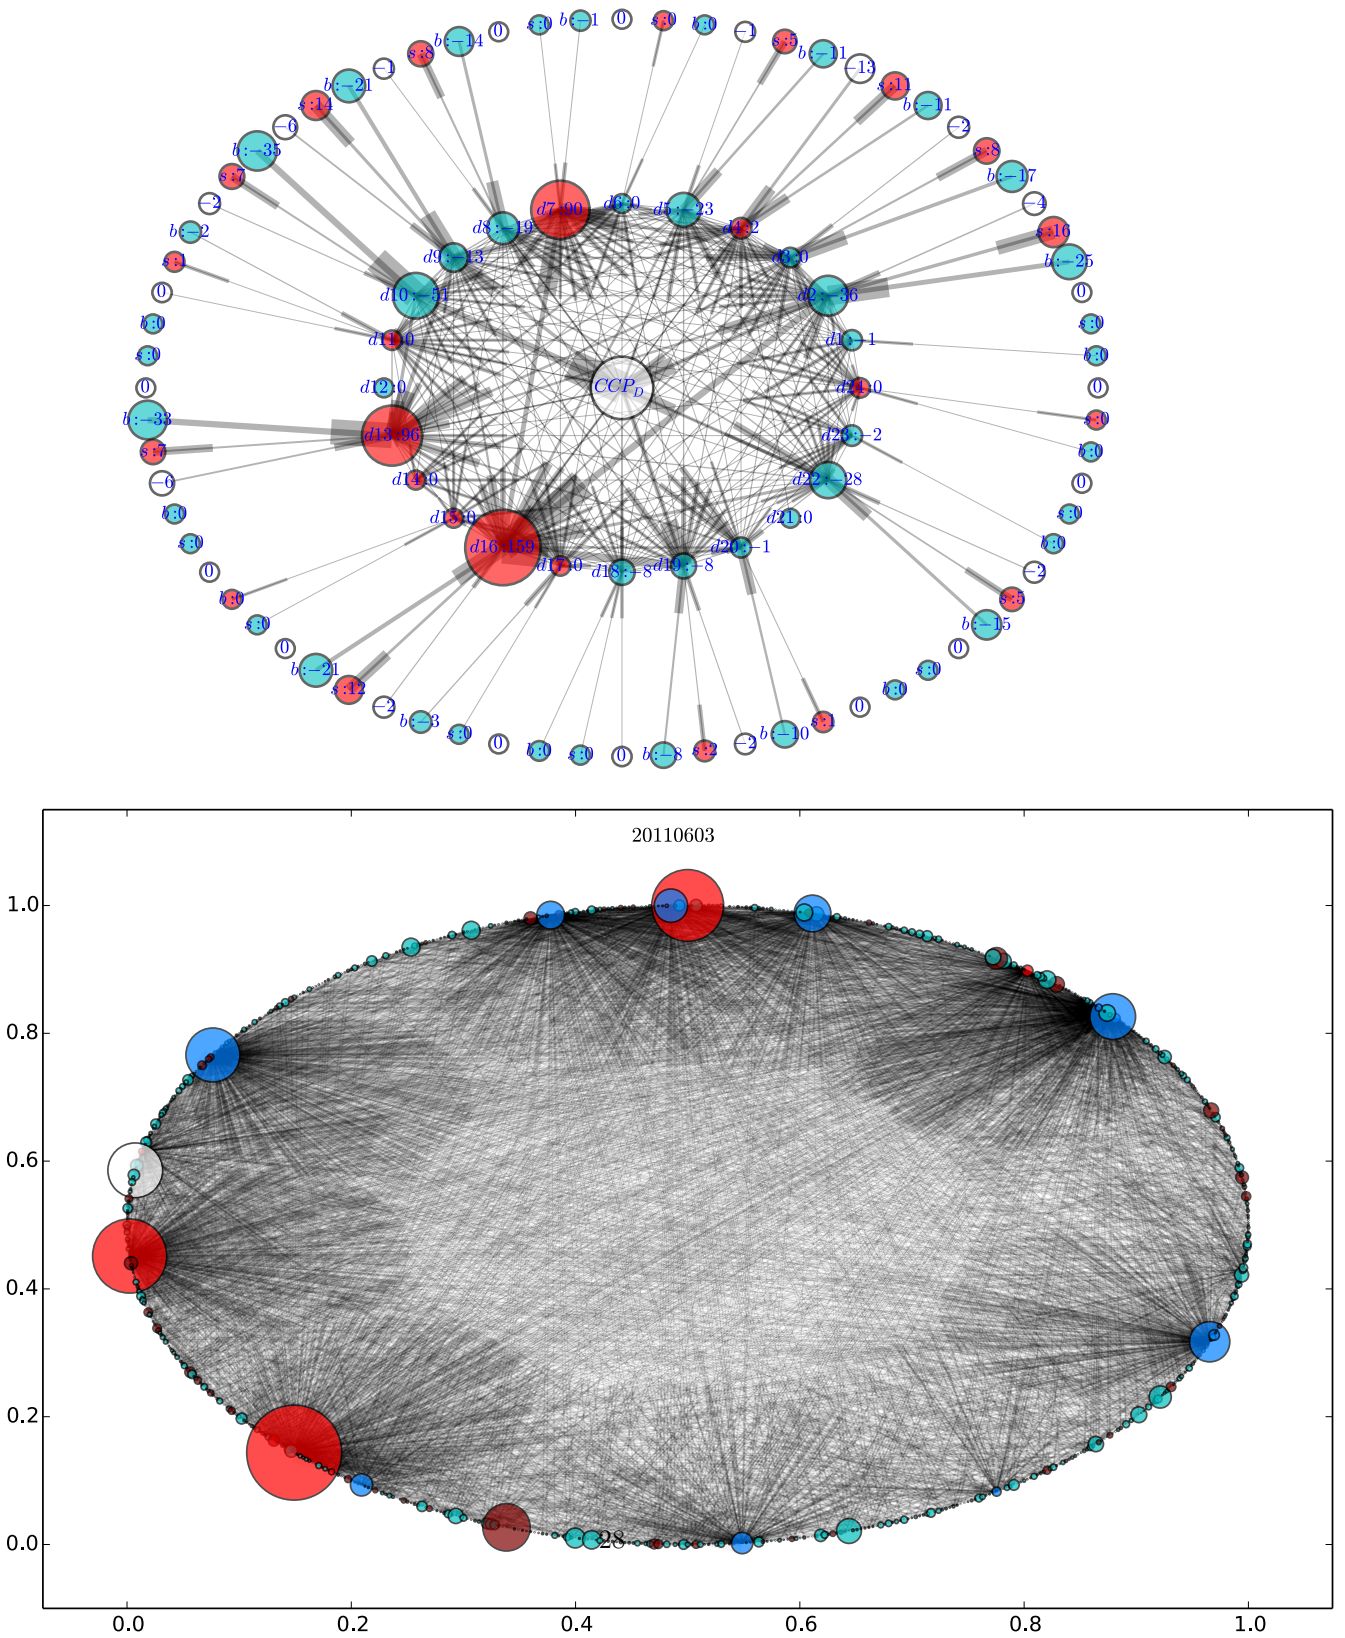 0
s:0 b:−1 s:0 b:0
−1
0
b:−14 s:5
s:8 b:−11
−1 −13
b:−21 s:11
s:14 b:−11
−6 −2
b:−35 s:8
s:7 b:−17
−2 −4
b:−2 s:16
s:1 b:−25
0 0
b:0 s:0
s:0 b:0
0 0
b:−33 s:0
s:7 b:0
−6 0
b:0 s:0
s:0 b:0
0 −2
b:0 s:5
s:0 b:−15
0 0
b:−21 s:0
s:12 b:0
−2 0
b:−3 s:1
s:0 b:−10
0 −2
b:0 s:0 0 b:−8 s:2
d6:0
d7:90 d5:−23
d8:−19 d4:2
d9:−13 d3:0
d10:−51 d2:−36
d11:0 d1:−1
d12:0 CCP_D d24:0
d13:96 d23:−2
d14:0 d22:−28
d15:0 d21:0
d16:159 d20:−1
d17:0 d18:−8 d19:−8
20110603
1.0
0.8
0.6
0.4
0.2
0.0
28
0.0 0.2 0.4 0.6 0.8 1.0